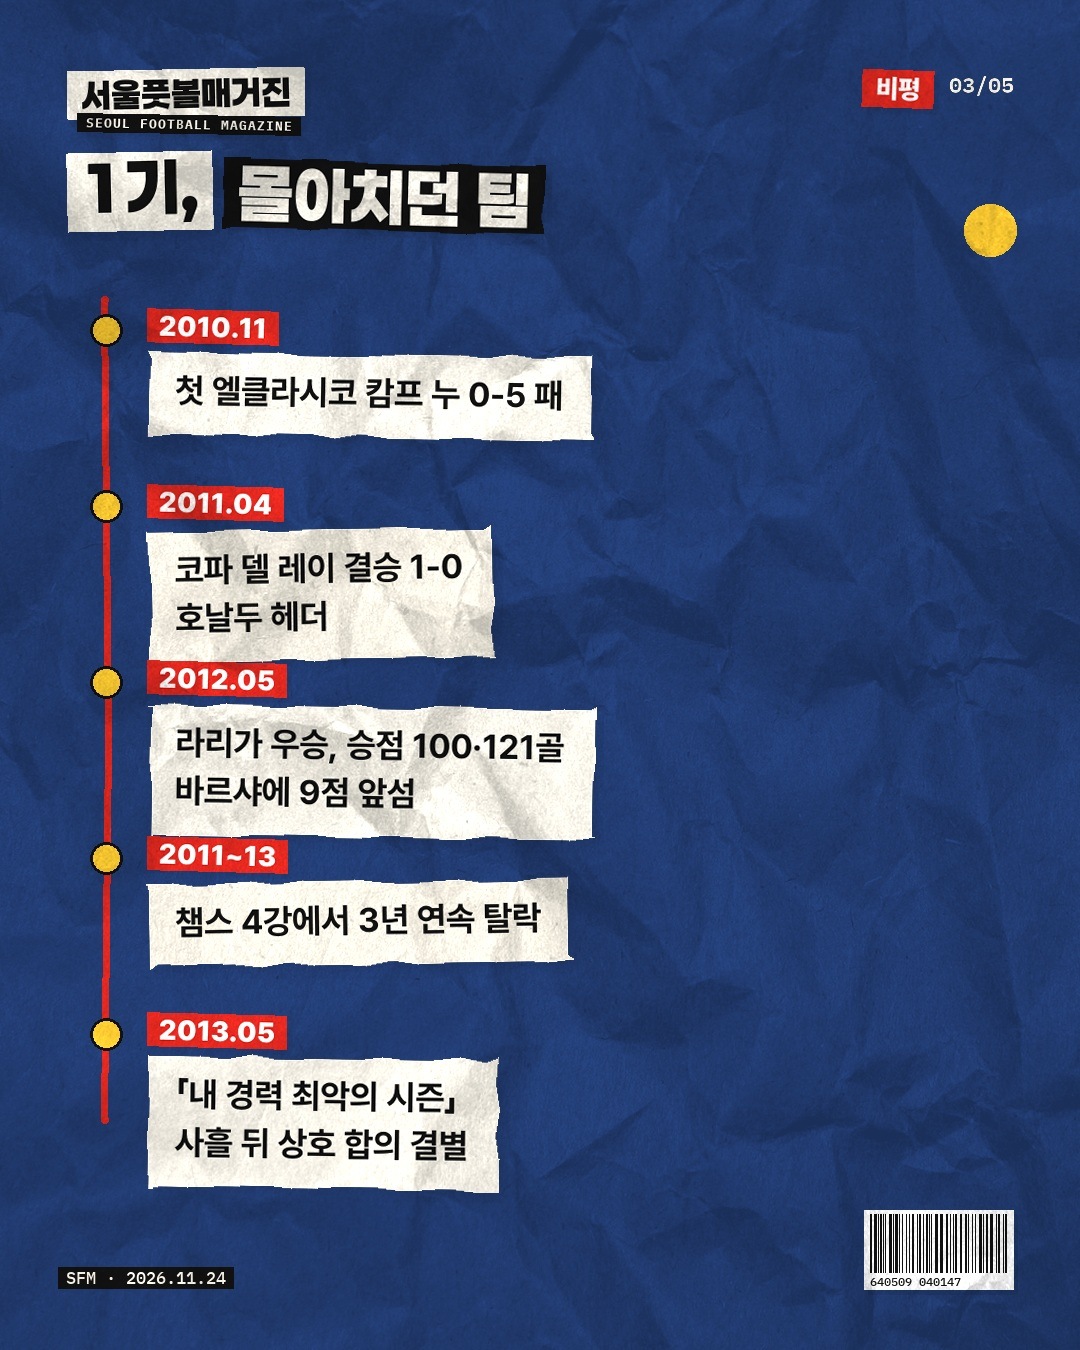 서울풋볼매거진
SEOUL FOOTBALL MAGAZINE
비평 03/05
1기, 몰아치던 팀
2010.11
첫 엘클라시코 캄프 누 0-5 패
2011.04
코파 델 레이 결승 1-0
호날두 헤더
2012.05
라리가 우승, 승점 100·121골
바르샤에 9점 앞섬
2011~13
챔스 4강에서 3년 연속 탈락
2013.05
「내 경력 최악의 시즌」
사흘 뒤 상호 합의 결별
SFM · 2026.11.24
640509 040147